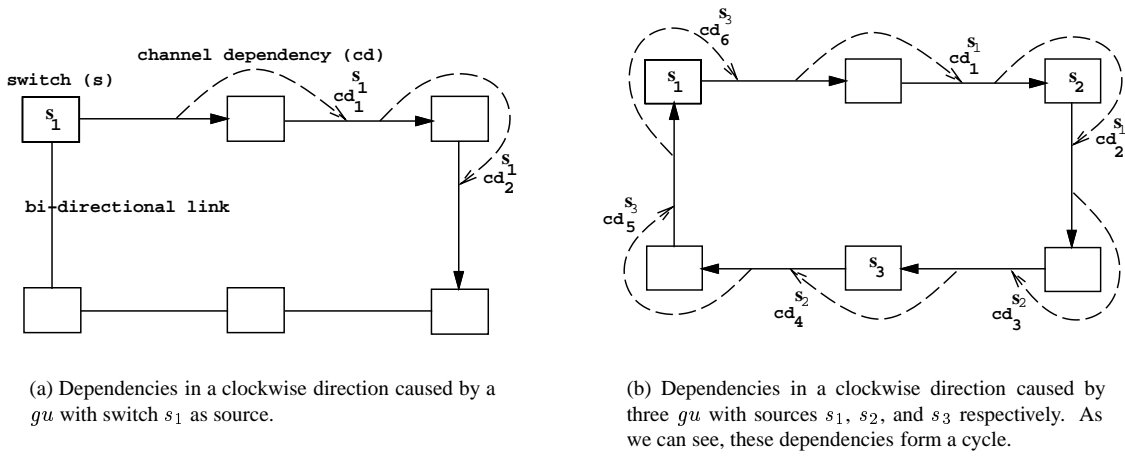 channel dependency (cd)
switch (s)
s1
cd1 s1
cd2 s1
bi-directional link
(a) Dependencies in a clockwise direction caused by a
gu with switch s1 as source.
cd6 s3
cd1 s1
s1
s2
cd2 s1
cd5 s3
s3
cd4 s2
cd3 s2
(b) Dependencies in a clockwise direction caused by
three gu with sources s1, s2, and s3 respectively. As
we can see, these dependencies form a cycle.